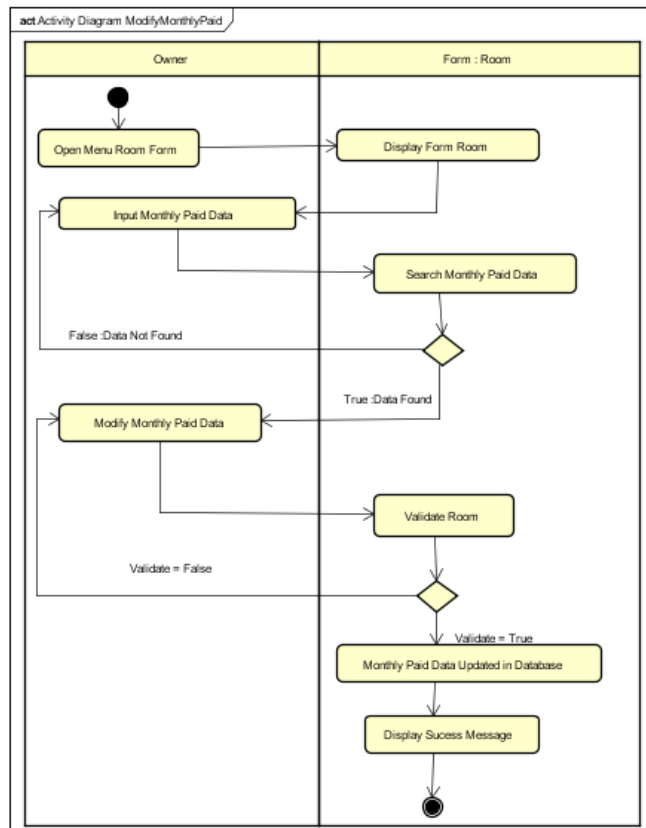 act Activity Diagram ModifyMonthlyPaid
Owner
Form : Room
Open Menu Room Form
Display Form Room
Input Monthly Paid Data
Search Monthly Paid Data
False :Data Not Found
True :Data Found
Modify Monthly Paid Data
Validate Room
Validate = False
Validate = True
Monthly Paid Data Updated in Database
Display Sucess Message